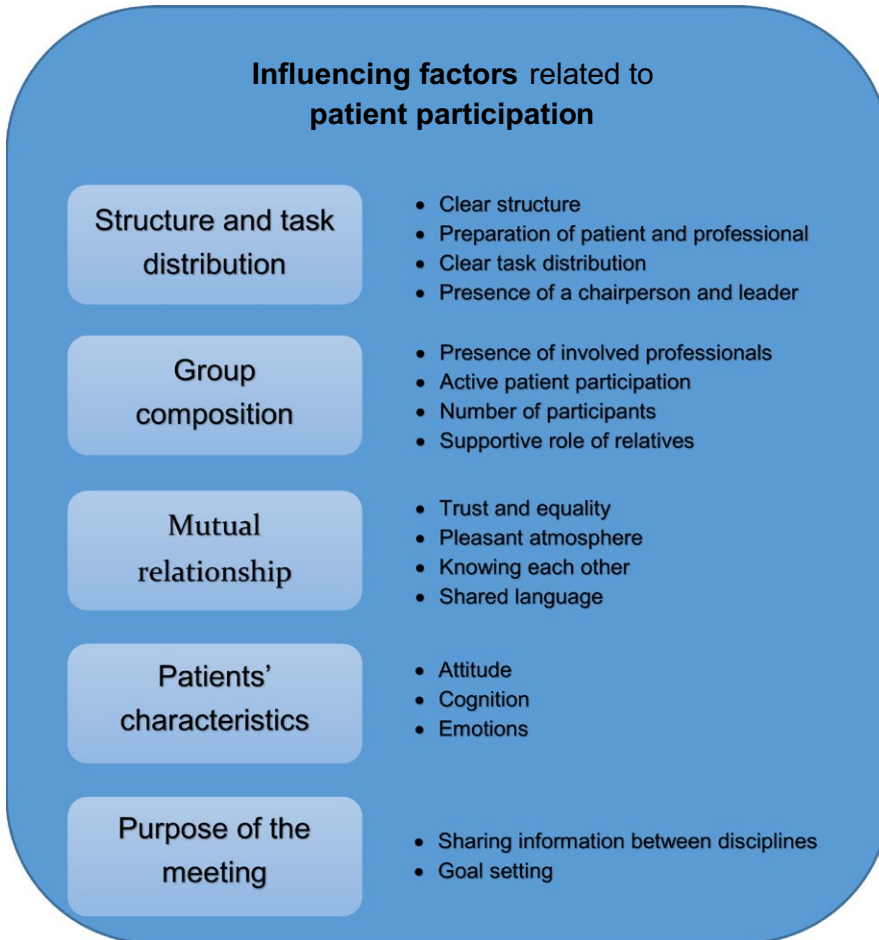 Influencing factors related to
patient participation
Structure and task
distribution
• Clear structure
• Preparation of patient and professional
• Clear task distribution
• Presence of a chairperson and leader
Group
composition
• Presence of involved professionals
• Active patient participation
• Number of participants
• Supportive role of relatives
Mutual
relationship
• Trust and equality
• Pleasant atmosphere
• Knowing each other
• Shared language
Patients’
characteristics
• Attitude
• Cognition
• Emotions
Purpose of the
meeting
• Sharing information between disciplines
• Goal setting